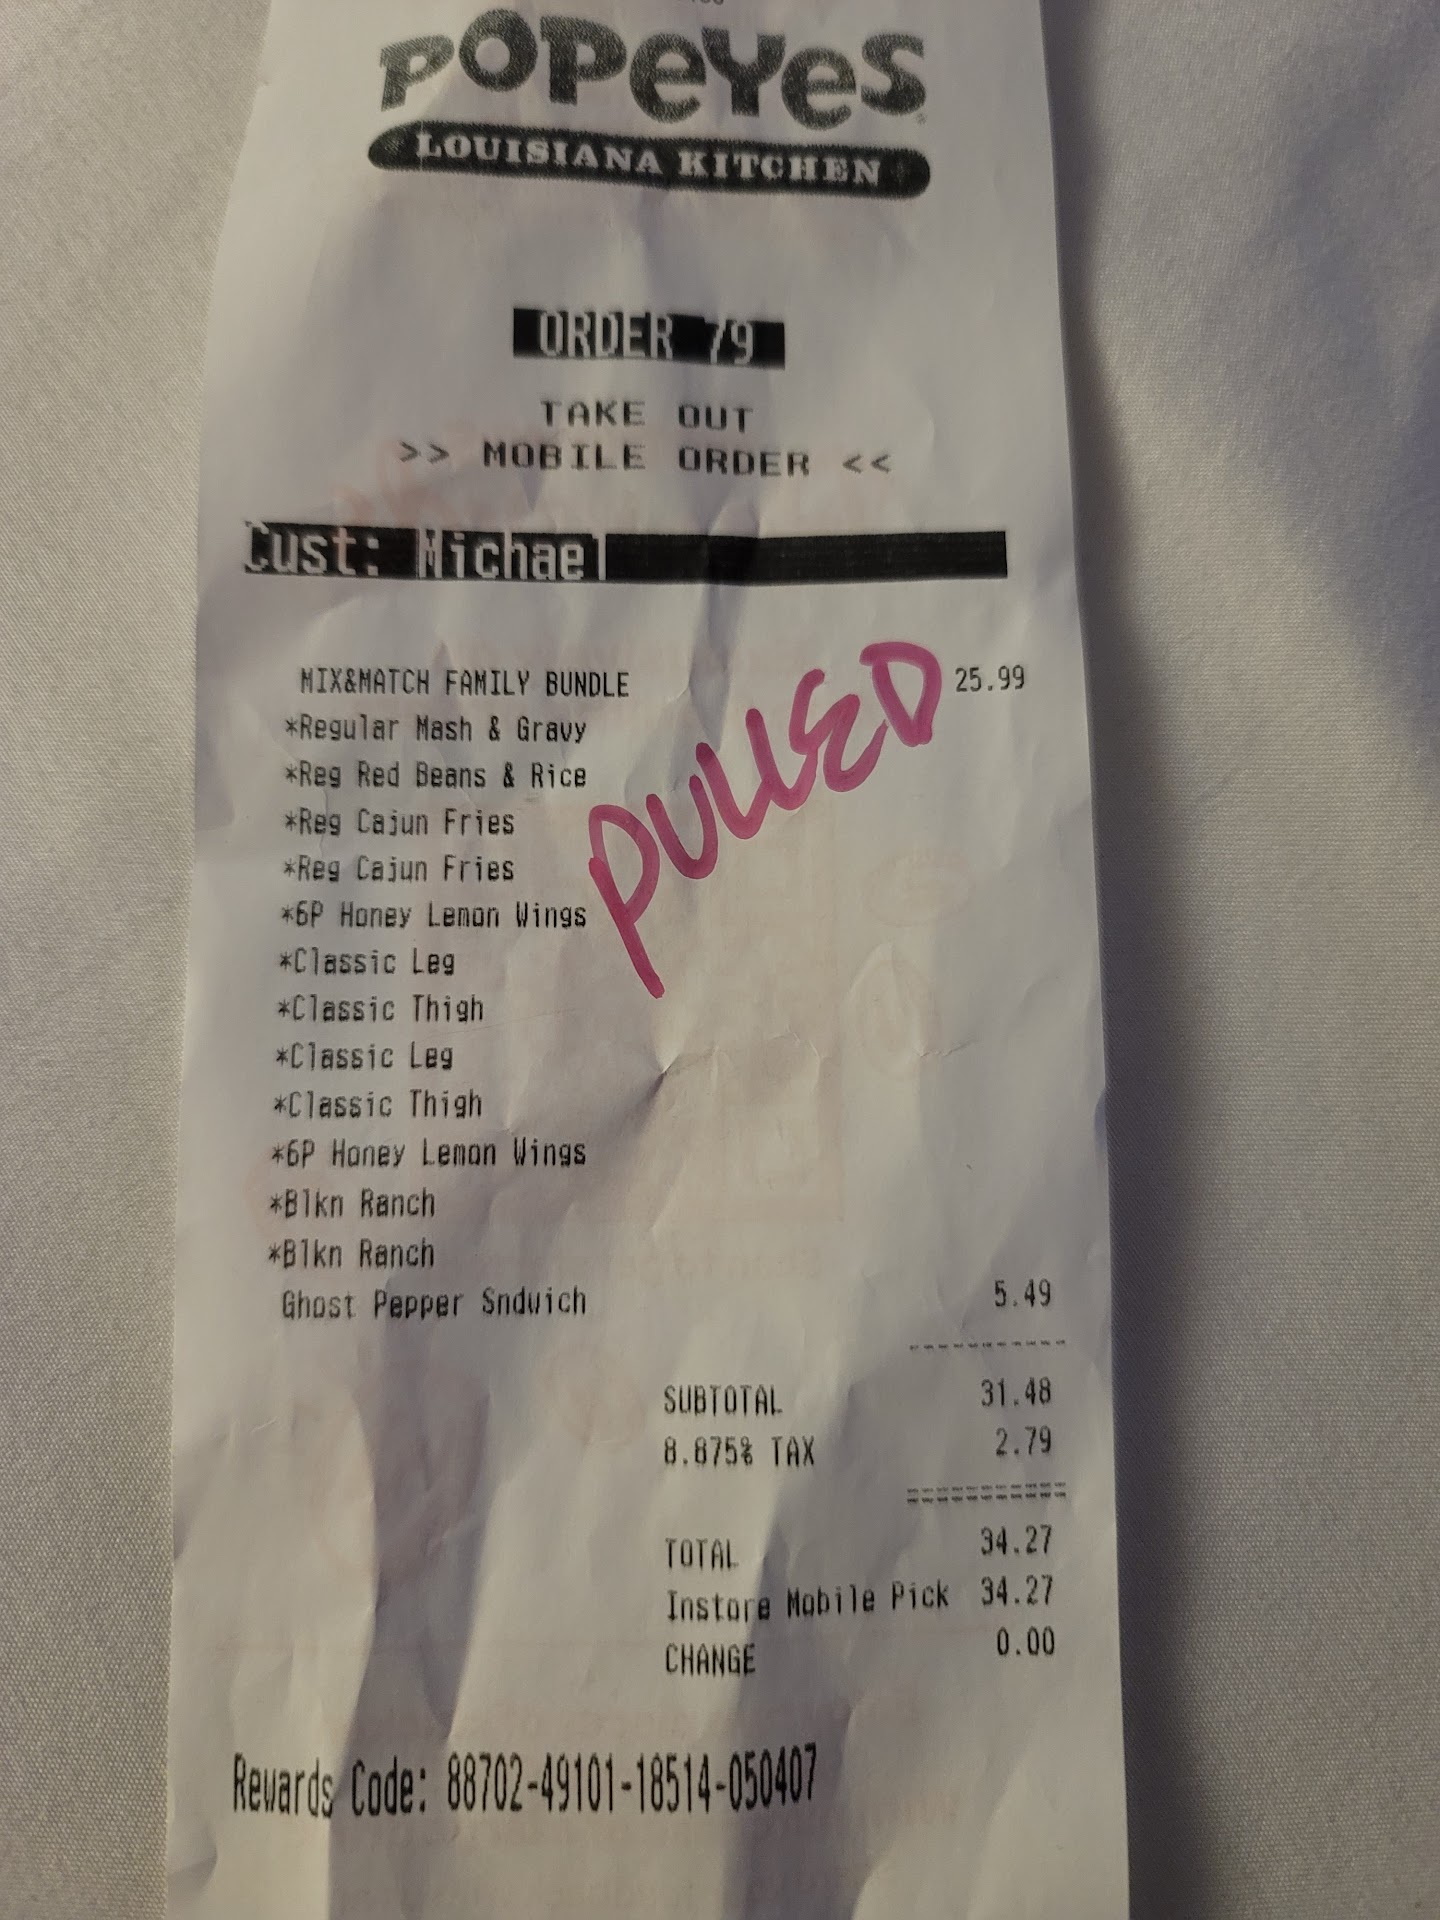 POPEYES
LOUISIANA KITCHEN
ORDER 79
TAKE OUT
>> MOBILE ORDER <<
Cust: Michael
MIX&MATCH FAMILY BUNDLE 25.99
*Regular Mash & Gravy
*Reg Red Beans & Rice
*Reg Cajun Fries
*Reg Cajun Fries
*6P Honey Lemon Wings
*Classic Leg
*Classic Thigh
*Classic Leg
*Classic Thigh
*6P Honey Lemon Wings
*Blkn Ranch
*Blkn Ranch
Ghost Pepper Sndwich 5.49
PULLED
SUBTOTAL 31.48
8.875% TAX 2.79
TOTAL 34.27
Instore Mobile Pick 34.27
CHANGE 0.00
Rewards Code: 88702-49101-18514-050407